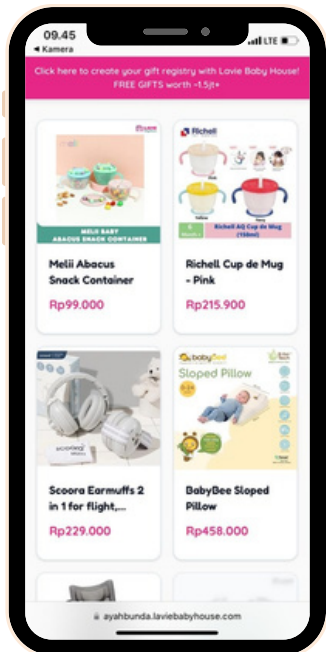 09.45
Kamera
LTE
Click here to create your gift registry with Lavie Baby House!
FREE GIFTS worth ~1.5jt+
MELII BABY
ABACUS SNACK CONTAINER
Melii Abacus
Snack Container
Rp99.000
Richell
Pink
Yellow
Navy
Richell AQ Cup de Mug
(150ml)
Richell Cup de Mug
- Pink
Rp215.900
Scoora Earmuffs 2
in 1 for flight,...
Rp229.000
babyBee
Sloped Pillow
0-24
BabyBee Sloped
Pillow
Rp458.000
ayahbunda.laviebabyhouse.com